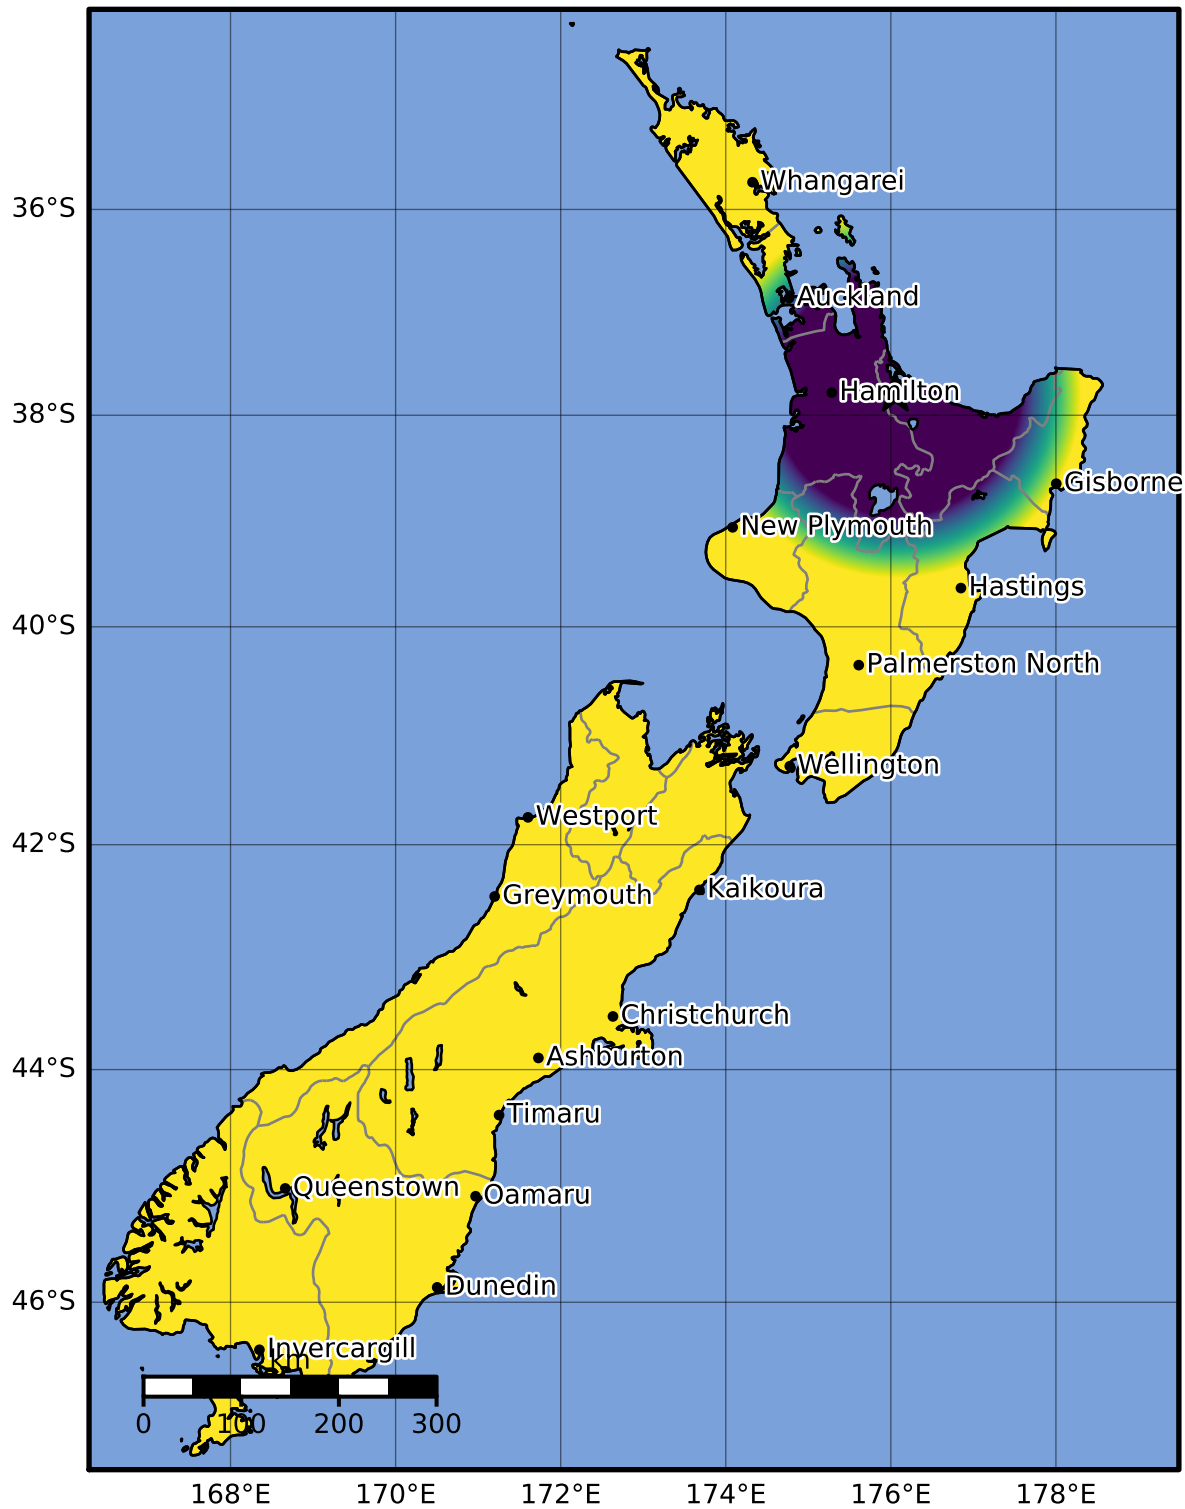 Whangarei
36°S
Auckland
Hamilton
38°S
Gisborne
New Plymouth
Hastings
40°S
Palmerston North
Wellington
Westport
42°S
Kaikoura
Greymouth
Christchurch
Ashburton
44°S
Timaru
Queenstown
Oamaru
Dunedin
46°S
Invercargill
km
0 100 200 300
168°E 170°E 172°E 174°E 176°E 178°E